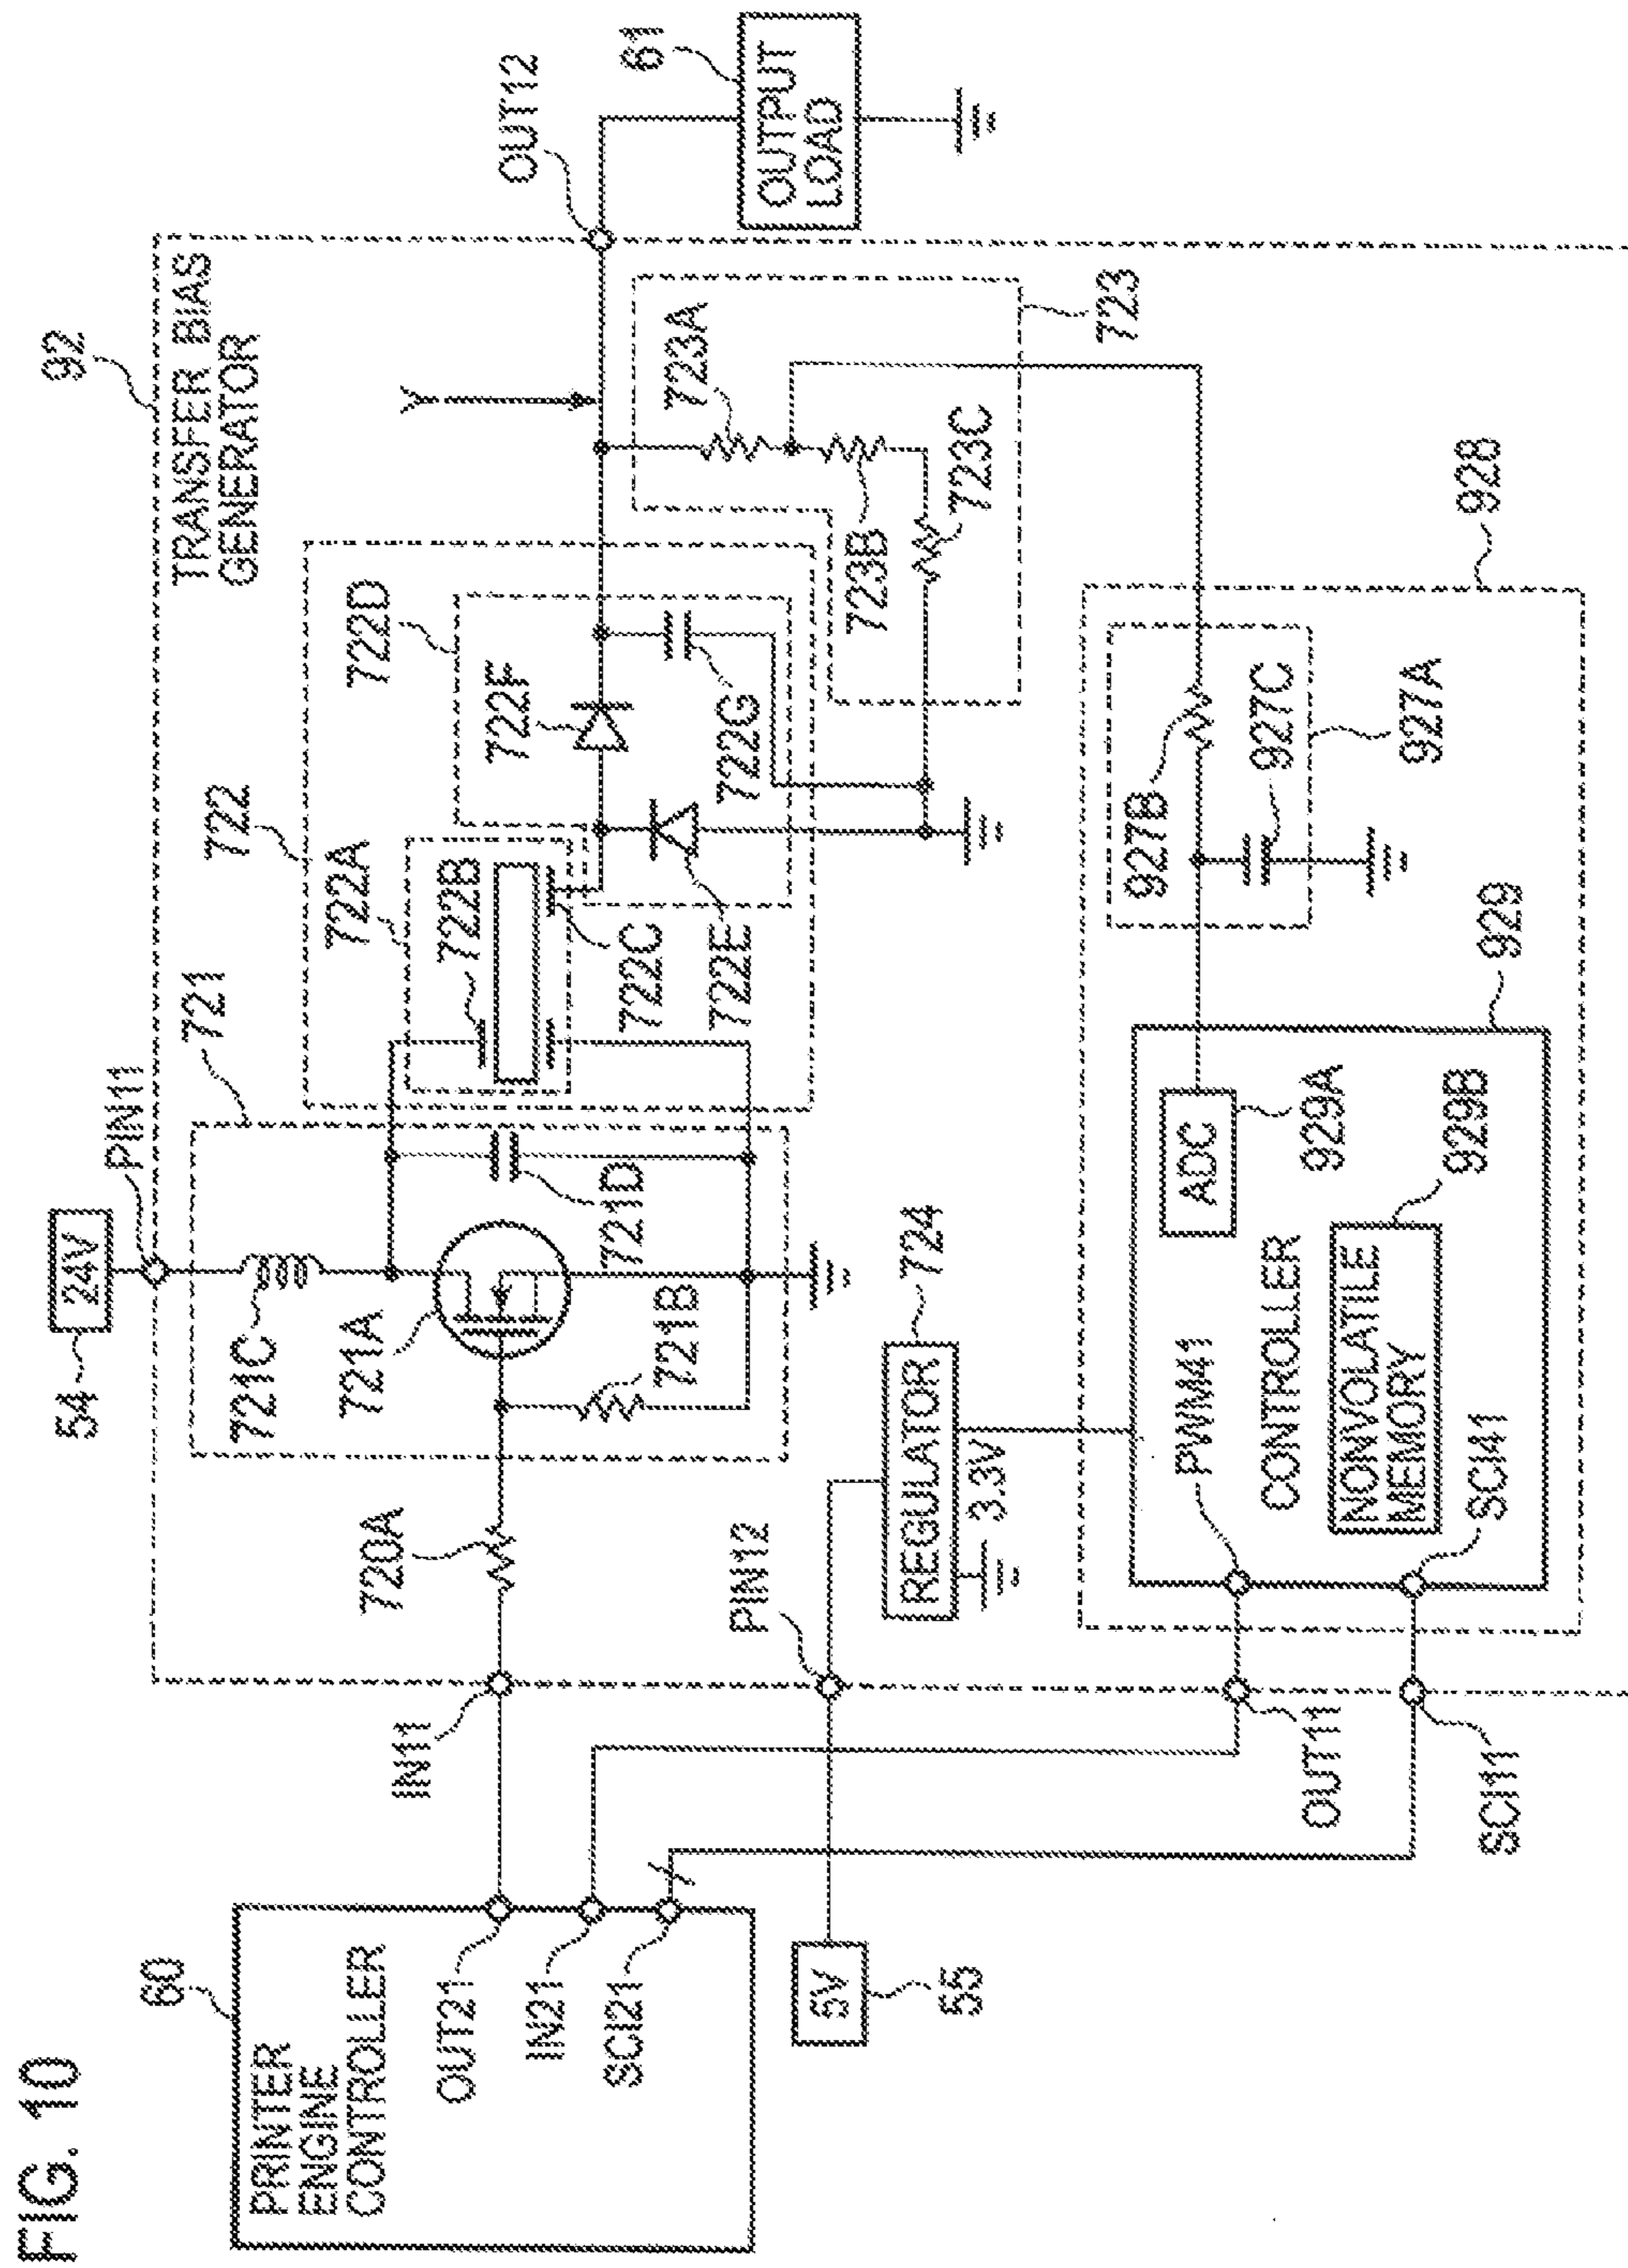 FIG. 10
60
PRINTER
ENGINE
CONTROLLER
OUT21
IN21
SCI21
5V
55
IN11
PIN12
OUT11
SCI11
54
24V
PIN11
92
TRANSFER BIAS
GENERATOR
720A
721
721C
721A
721B
721D
722
722A
722B
722C
722D
722F
722G
722E
723
723A
723B
723C
Y
OUT12
61
OUTPUT
LOAD
724
REGULATOR
3.3V
928
927A
927B
927C
929
ADC
929A
PWM41
CONTROLLER
NONVOLATILE
MEMORY
929B
SCI41